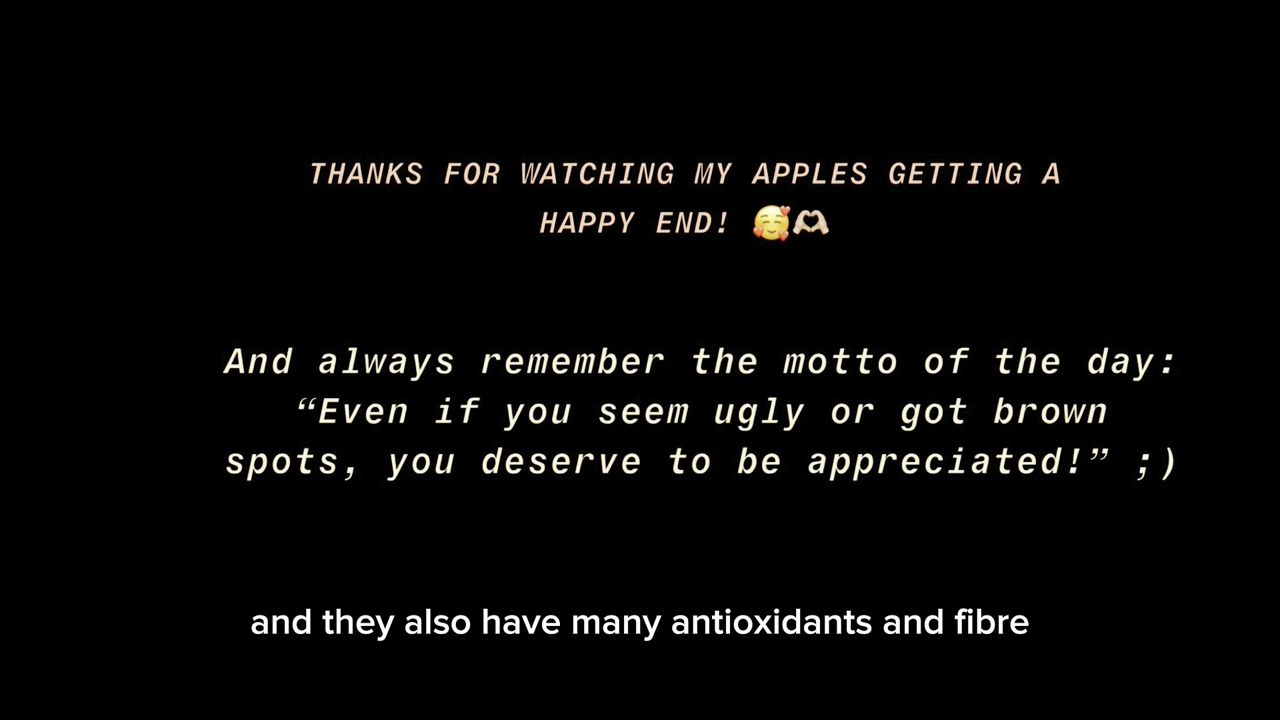 THANKS FOR WATCHING MY APPLES GETTING A
HAPPY END! 🥰🫶
And always remember the motto of the day:
“Even if you seem ugly or got brown
spots, you deserve to be appreciated!” ;)
and they also have many antioxidants and fibre